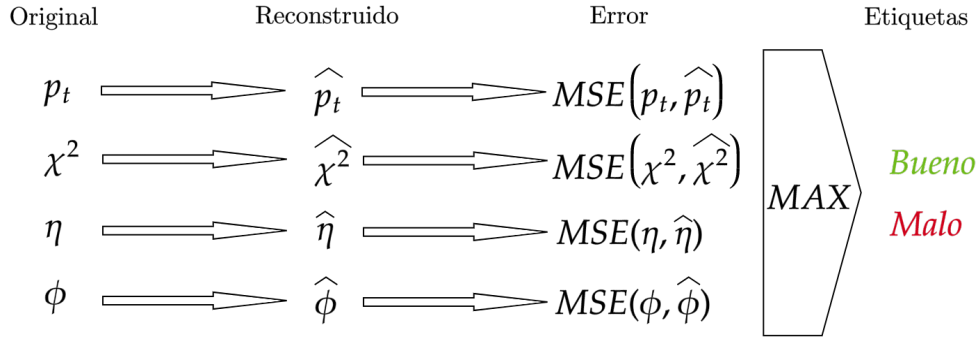 Original Reconstruido Error Etiquetas
p_t \widehat{p_t} MSE(p_t, \widehat{p_t})
χ² \widehat{χ²} MSE(χ², \widehat{χ²})
η \widehat{η} MSE(η, \widehat{η})
ϕ \widehat{ϕ} MSE(ϕ, \widehat{ϕ})
MAX
Bueno
Malo